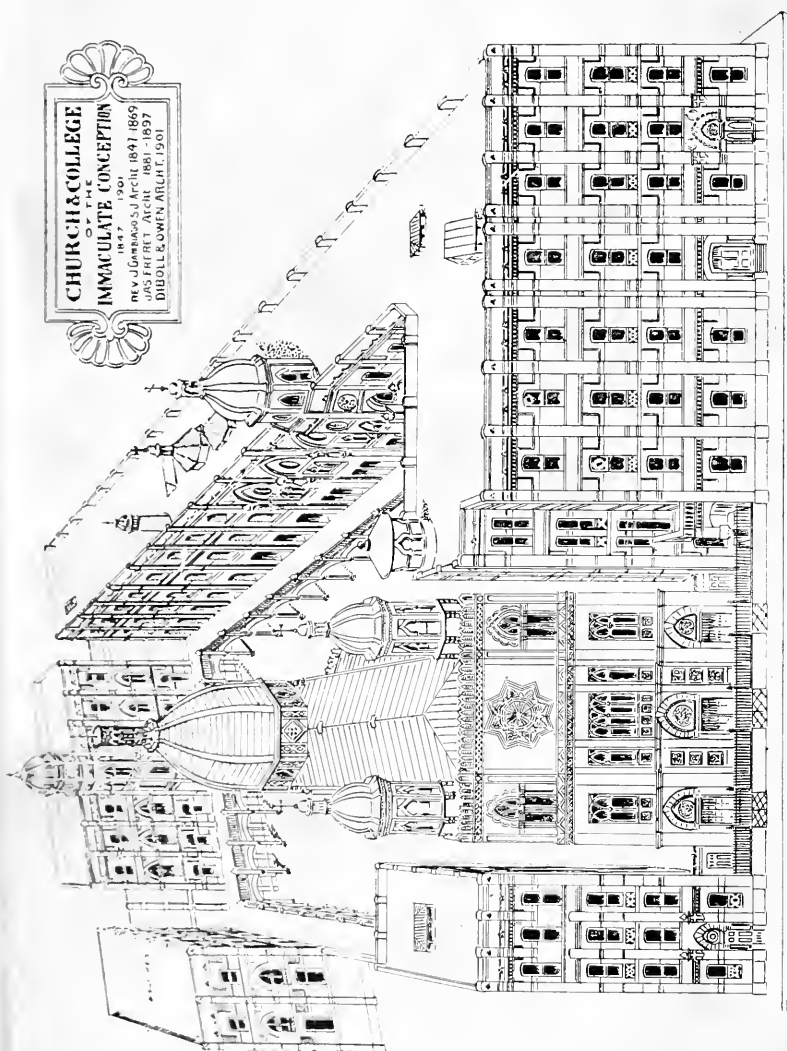 CHURCH & COLLEGE
OF THE
IMMACULATE CONCEPTION
1847 1901
REV J CAMBIASO S J Archt 1847-1869
JAS FRERET Archt 1881-1897
DIBOLL & OWEN ARCHT. 1901